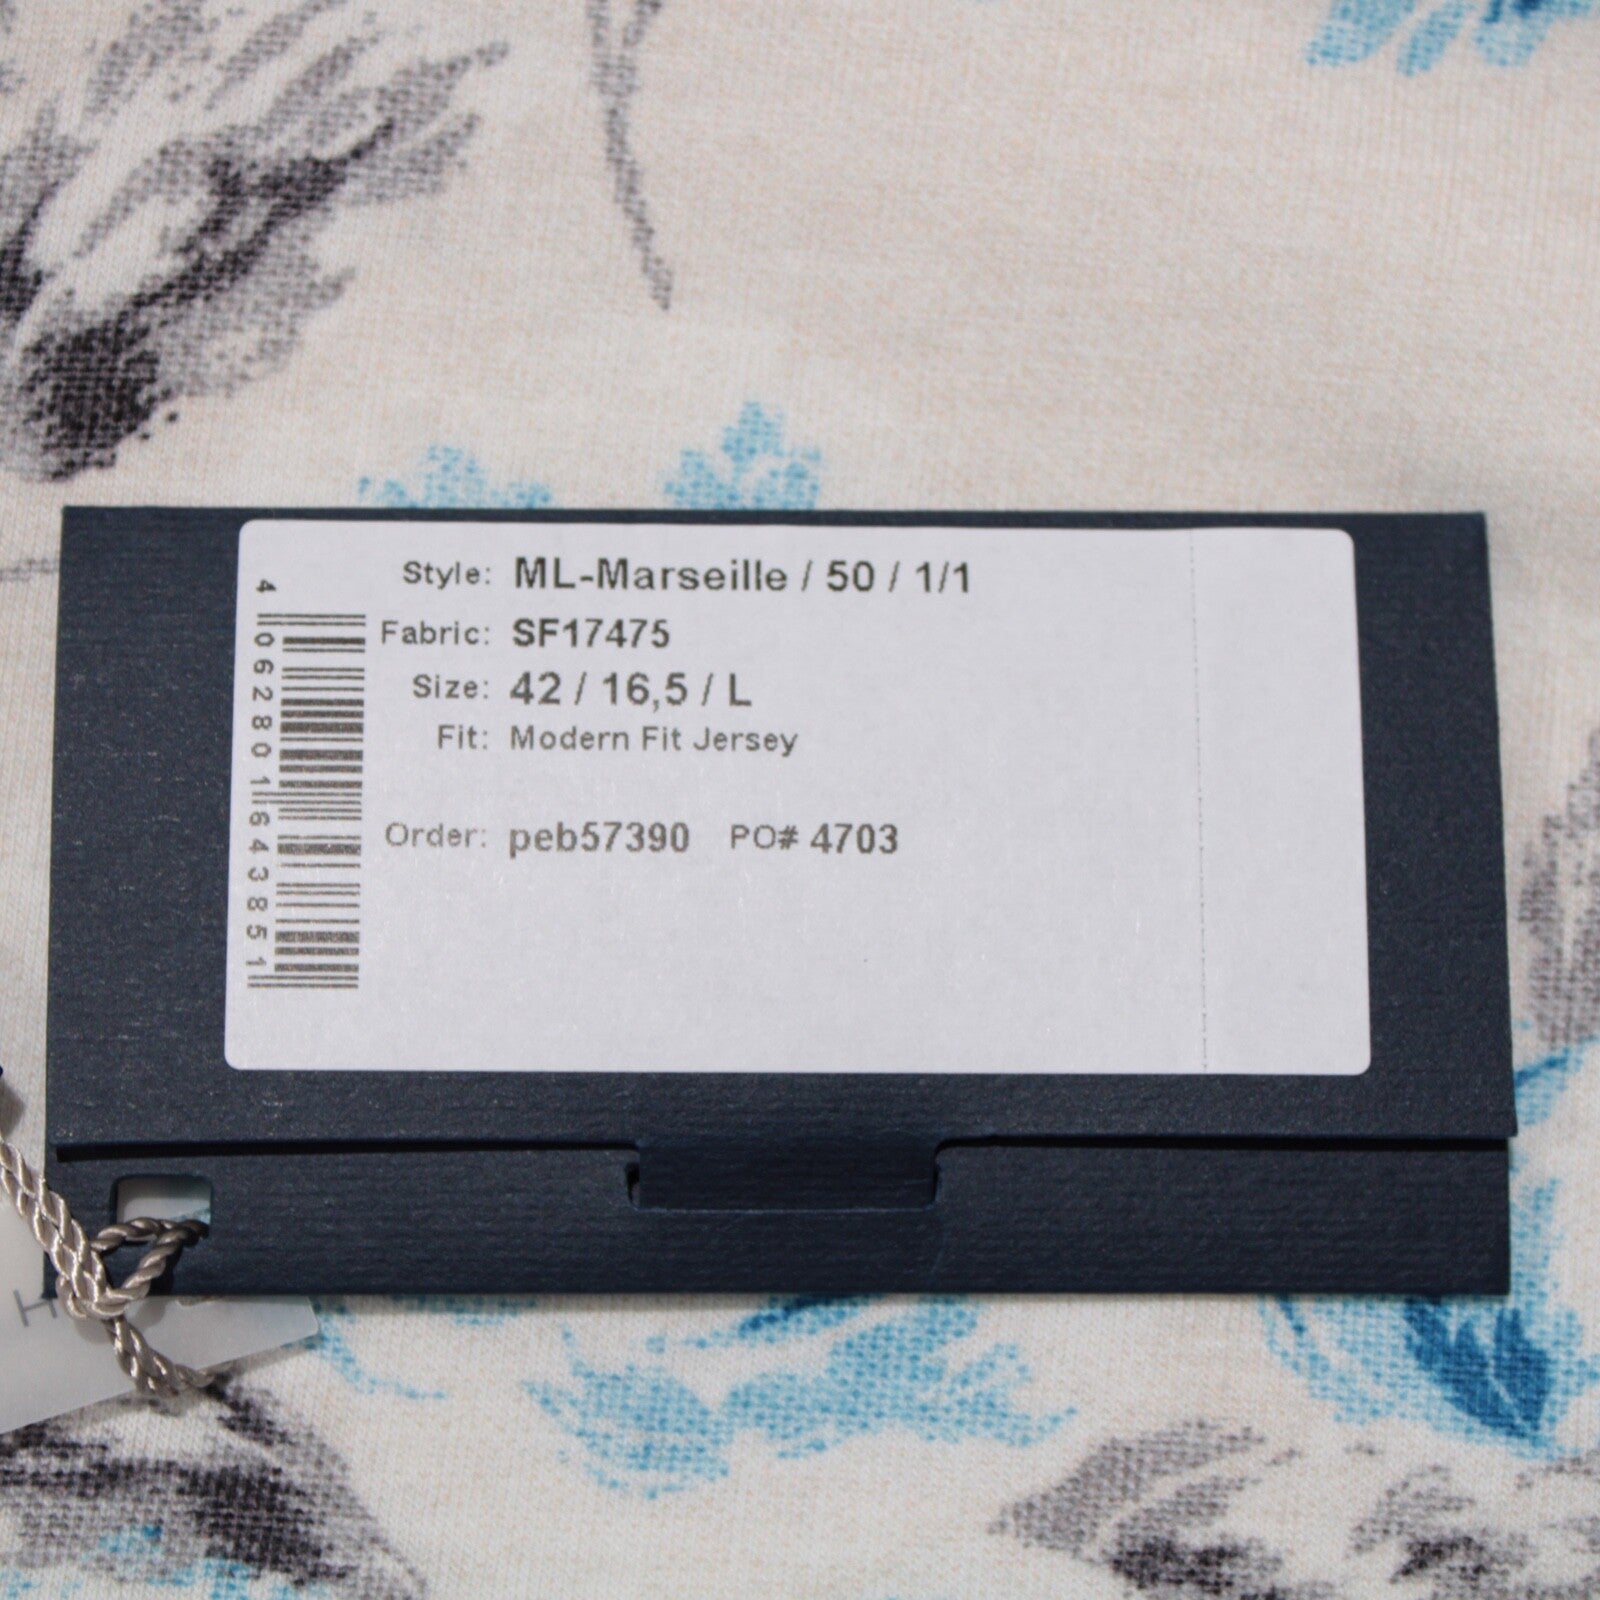 Style: ML-Marseille / 50 / 1/1
Fabric: SF17475
Size: 42 / 16,5 / L
Fit: Modern Fit Jersey
Order: peb57390 PO# 4703
4 062801 643851
H